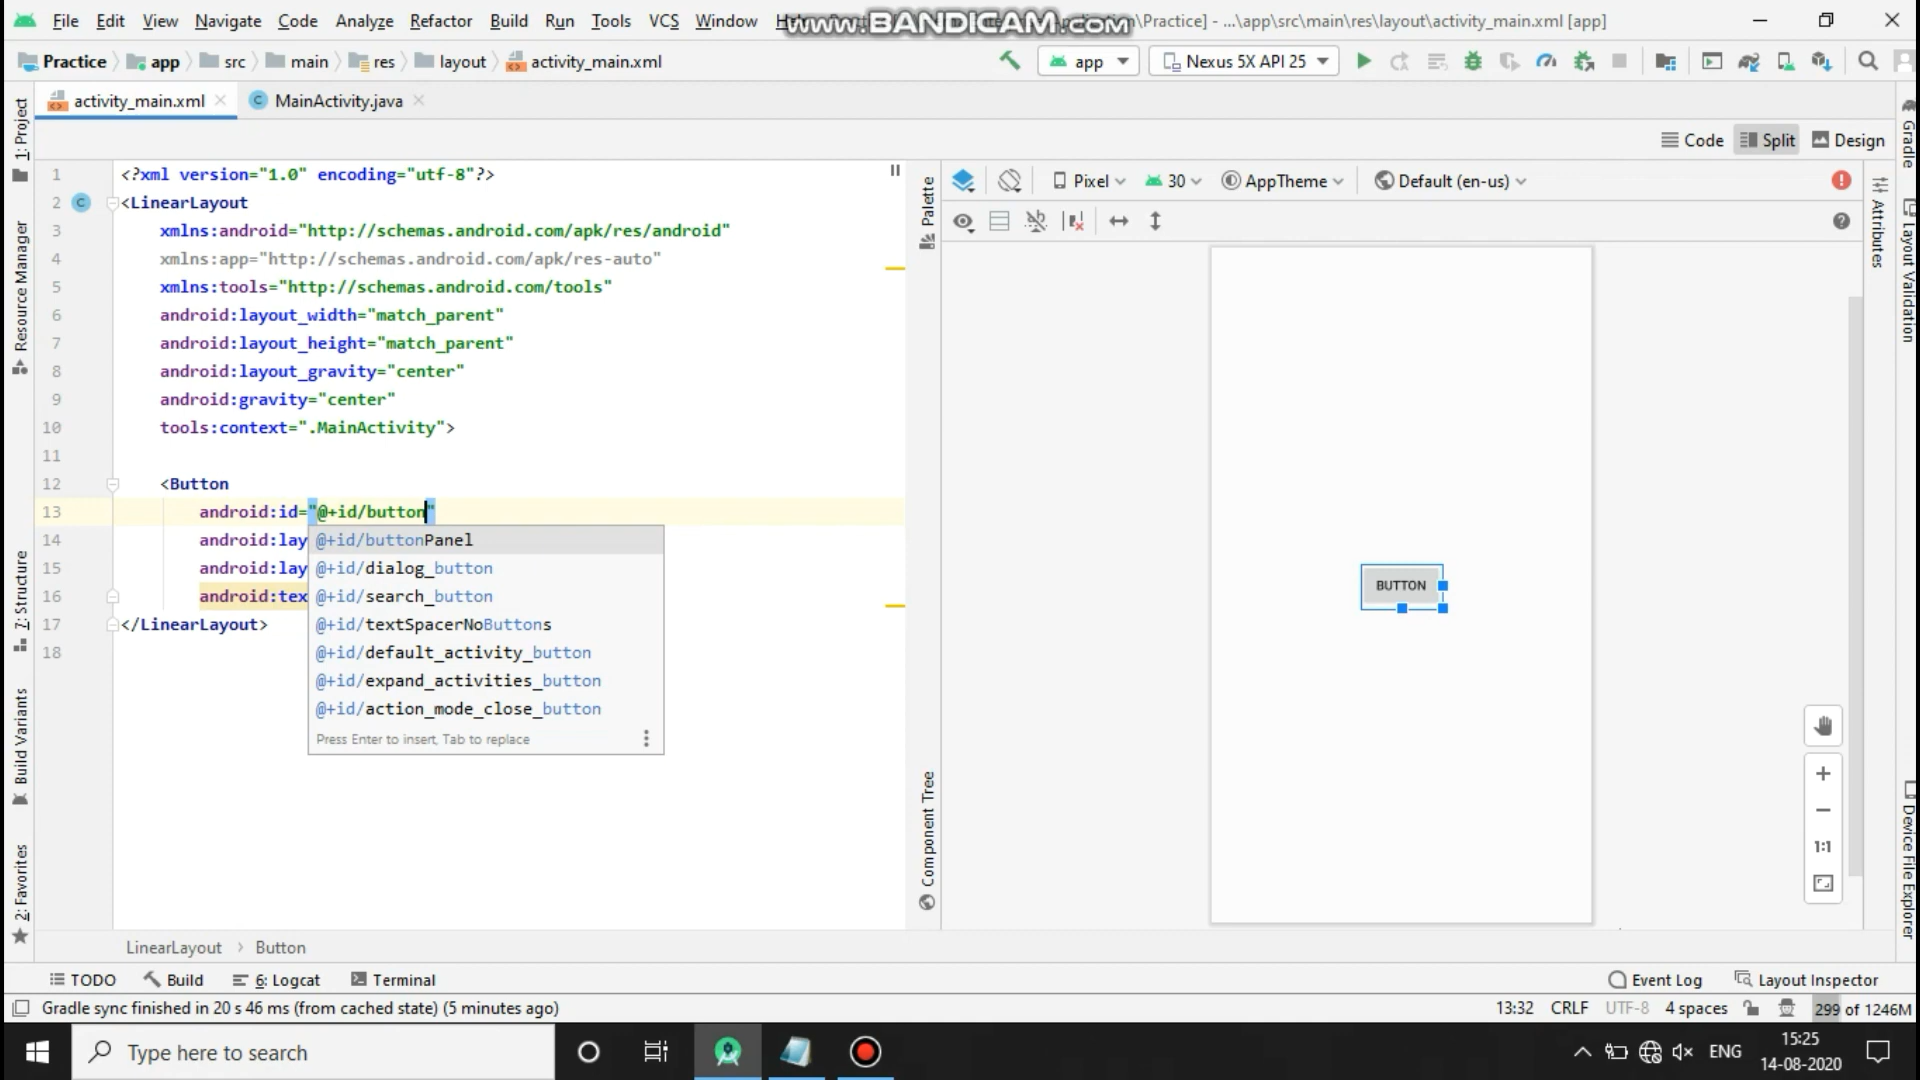 File Edit View Navigate Code Analyze Refactor Build Run Tools VCS Window
www.BANDICAM.com
\Practice] - ...\app\src\main\res\layout\activity_main.xml [app]
Practice app src main res layout activity_main.xml
app Nexus 5X API 25
activity_main.xml MainActivity.java
Code Split Design
1: Project
Resource Manager
7: Structure
Build Variants
2: Favorites
1 <?xml version="1.0" encoding="utf-8"?>
2 <LinearLayout
3 xmlns:android="http://schemas.android.com/apk/res/android"
4 xmlns:app="http://schemas.android.com/apk/res-auto"
5 xmlns:tools="http://schemas.android.com/tools"
6 android:layout_width="match_parent"
7 android:layout_height="match_parent"
8 android:layout_gravity="center"
9 android:gravity="center"
10 tools:context=".MainActivity">
11
12 <Button
13 android:id="@+id/button"
14 android:lay
15 android:lay
16 android:tex
17 </LinearLayout>
18
@+id/buttonPanel
@+id/dialog_button
@+id/search_button
@+id/textSpacerNoButtons
@+id/default_activity_button
@+id/expand_activities_button
@+id/action_mode_close_button
Press Enter to insert, Tab to replace
Palette
Component Tree
Pixel 30 AppTheme Default (en-us)
BUTTON
1:1
Attributes
Gradle
Layout Validation
Device File Explorer
LinearLayout > Button
TODO Build 6: Logcat Terminal
Event Log Layout Inspector
Gradle sync finished in 20 s 46 ms (from cached state) (5 minutes ago)
13:32 CRLF UTF-8 4 spaces 299 of 1246M
Type here to search
ENG
15:25
14-08-2020